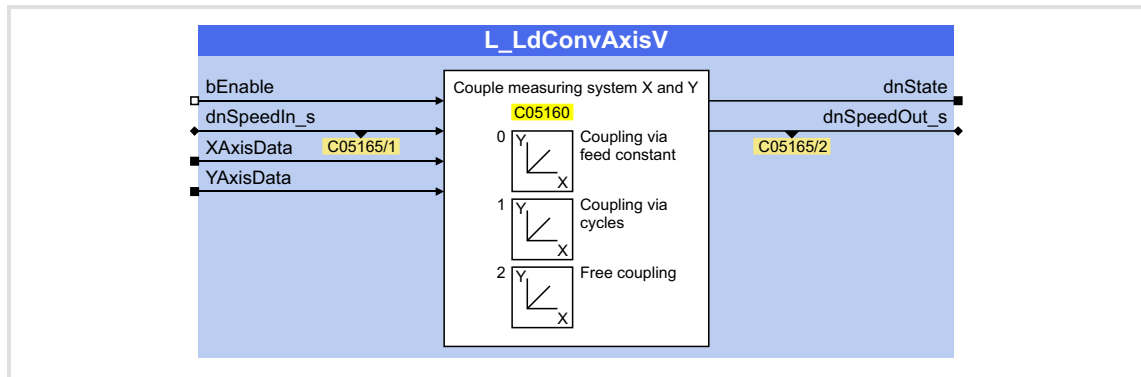 L_LdConvAxisV
bEnable
dnSpeedIn_s
C05165/1
XAxisData
YAxisData
Couple measuring system X and Y
C05160
0
Y
X
Coupling via
feed constant
1
Y
X
Coupling via
cycles
2
Y
X
Free coupling
dnState
dnSpeedOut_s
C05165/2